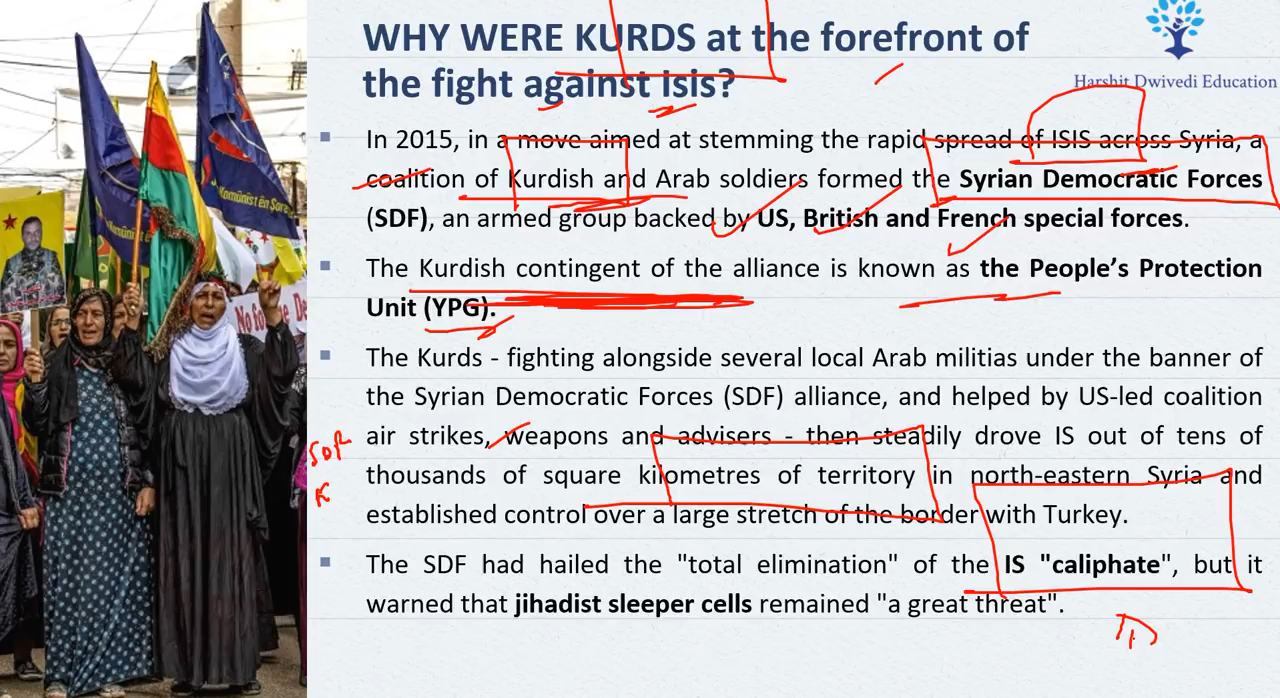 WHY WERE KURDS at the forefront of
the fight against Isis?
Harshit Dwivedi Education
▪ In 2015, in a move aimed at stemming the rapid spread of ISIS across Syria, a
coalition of Kurdish and Arab soldiers formed the Syrian Democratic Forces
(SDF), an armed group backed by US, British and French special forces.
▪ The Kurdish contingent of the alliance is known as the People’s Protection
Unit (YPG).
▪ The Kurds - fighting alongside several local Arab militias under the banner of
the Syrian Democratic Forces (SDF) alliance, and helped by US-led coalition
air strikes, weapons and advisers - then steadily drove IS out of tens of
thousands of square kilometres of territory in north-eastern Syria and
established control over a large stretch of the border with Turkey.
▪ The SDF had hailed the "total elimination" of the IS "caliphate", but it
warned that jihadist sleeper cells remained "a great threat".
K
No